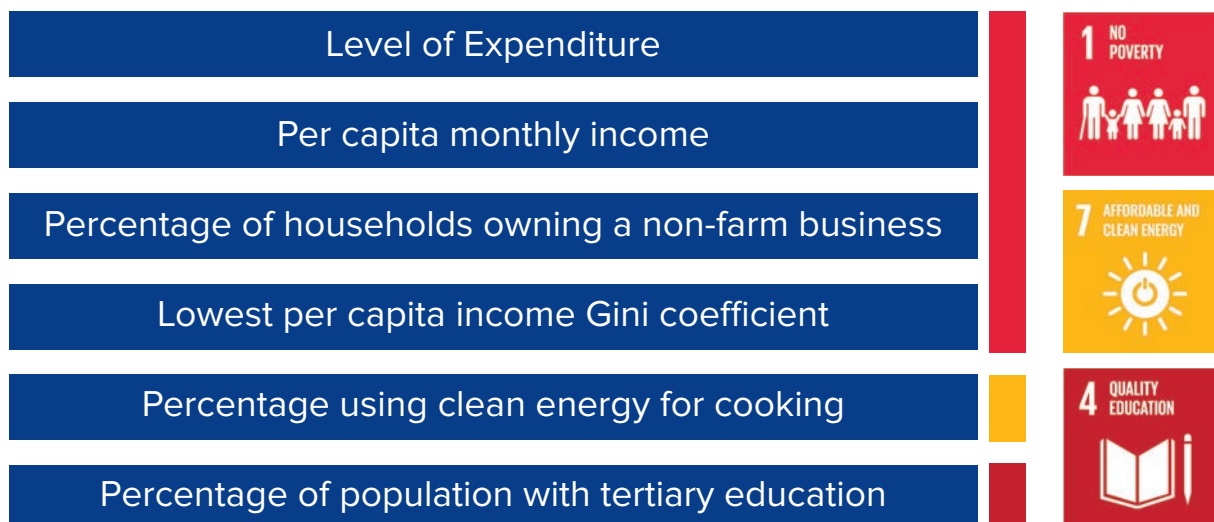 Level of Expenditure
Per capita monthly income
Percentage of households owning a non-farm business
Lowest per capita income Gini coefficient
Percentage using clean energy for cooking
Percentage of population with tertiary education
1 NO
POVERTY
7 AFFORDABLE AND
CLEAN ENERGY
4 QUALITY
EDUCATION